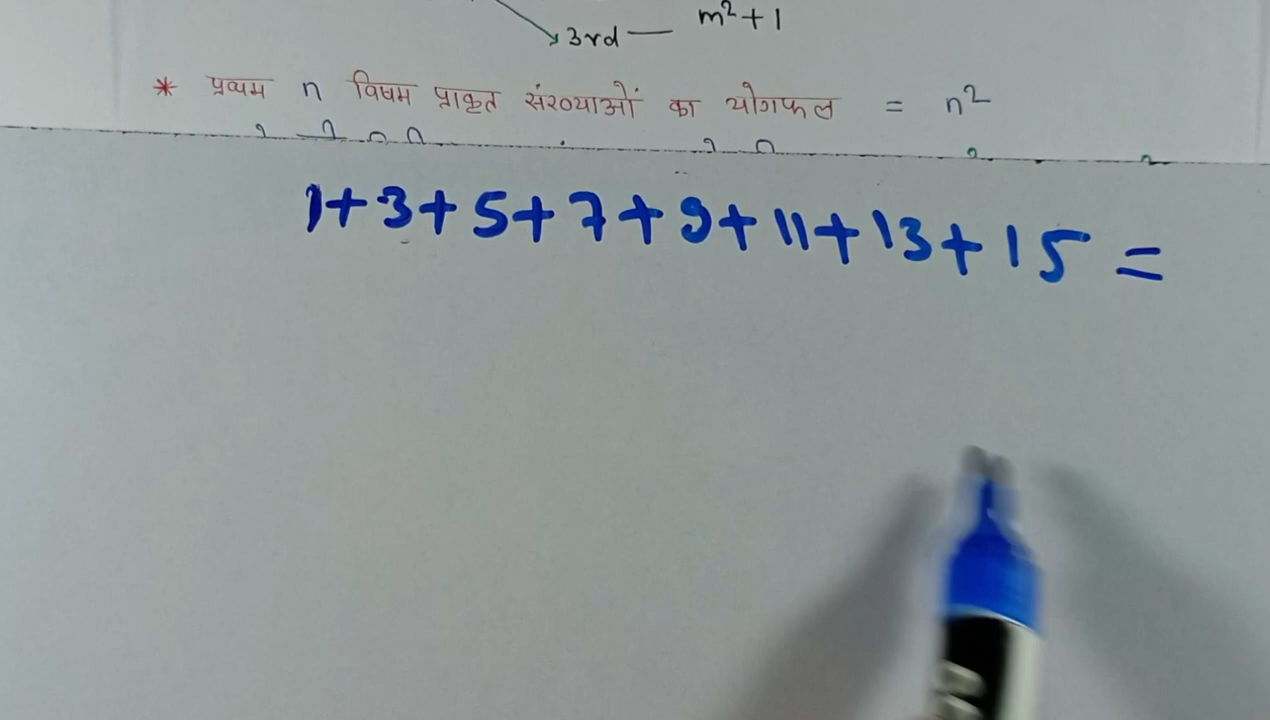 3rd — m²+1
* प्रथम n विषम प्राकृत संख्याओं का योगफल = n²
1+3+5+7+9+11+13+15 =